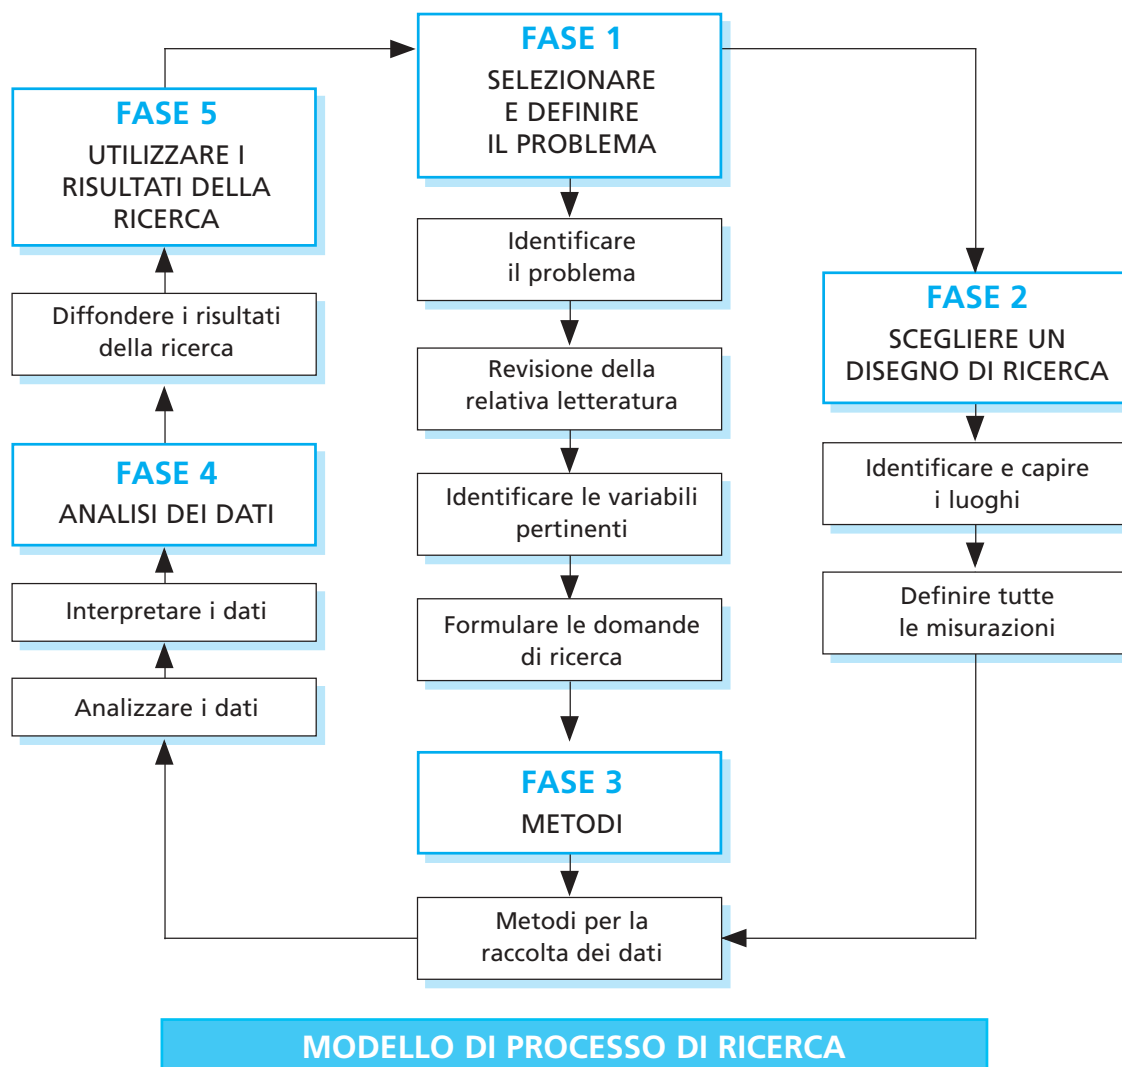 FASE 1
SELEZIONARE
E DEFINIRE
IL PROBLEMA
Identificare
il problema
Revisione della
relativa letteratura
Identificare le variabili
pertinenti
Formulare le domande
di ricerca
FASE 2
SCEGLIERE UN
DISEGNO DI RICERCA
Identificare e capire
i luoghi
Definire tutte
le misurazioni
FASE 3
METODI
Metodi per la
raccolta dei dati
Analizzare i dati
Interpretare i dati
FASE 4
ANALISI DEI DATI
Diffondere i risultati
della ricerca
FASE 5
UTILIZZARE I
RISULTATI DELLA
RICERCA
MODELLO DI PROCESSO DI RICERCA